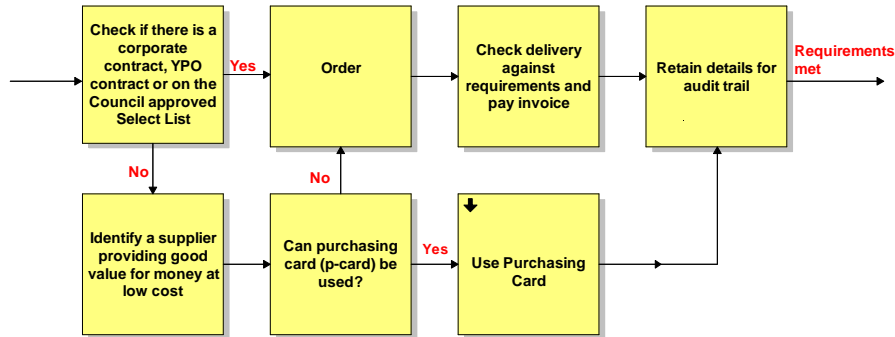 Check if there is a
corporate
contract, YPO
contract or on the
Council approved
Select List
Yes
Order
Check delivery
against
requirements and
pay invoice
Retain details for
audit trail
Requirements
met
No
No
Identify a supplier
providing good
value for money at
low cost
Can purchasing
card (p-card) be
used?
Yes
Use Purchasing
Card